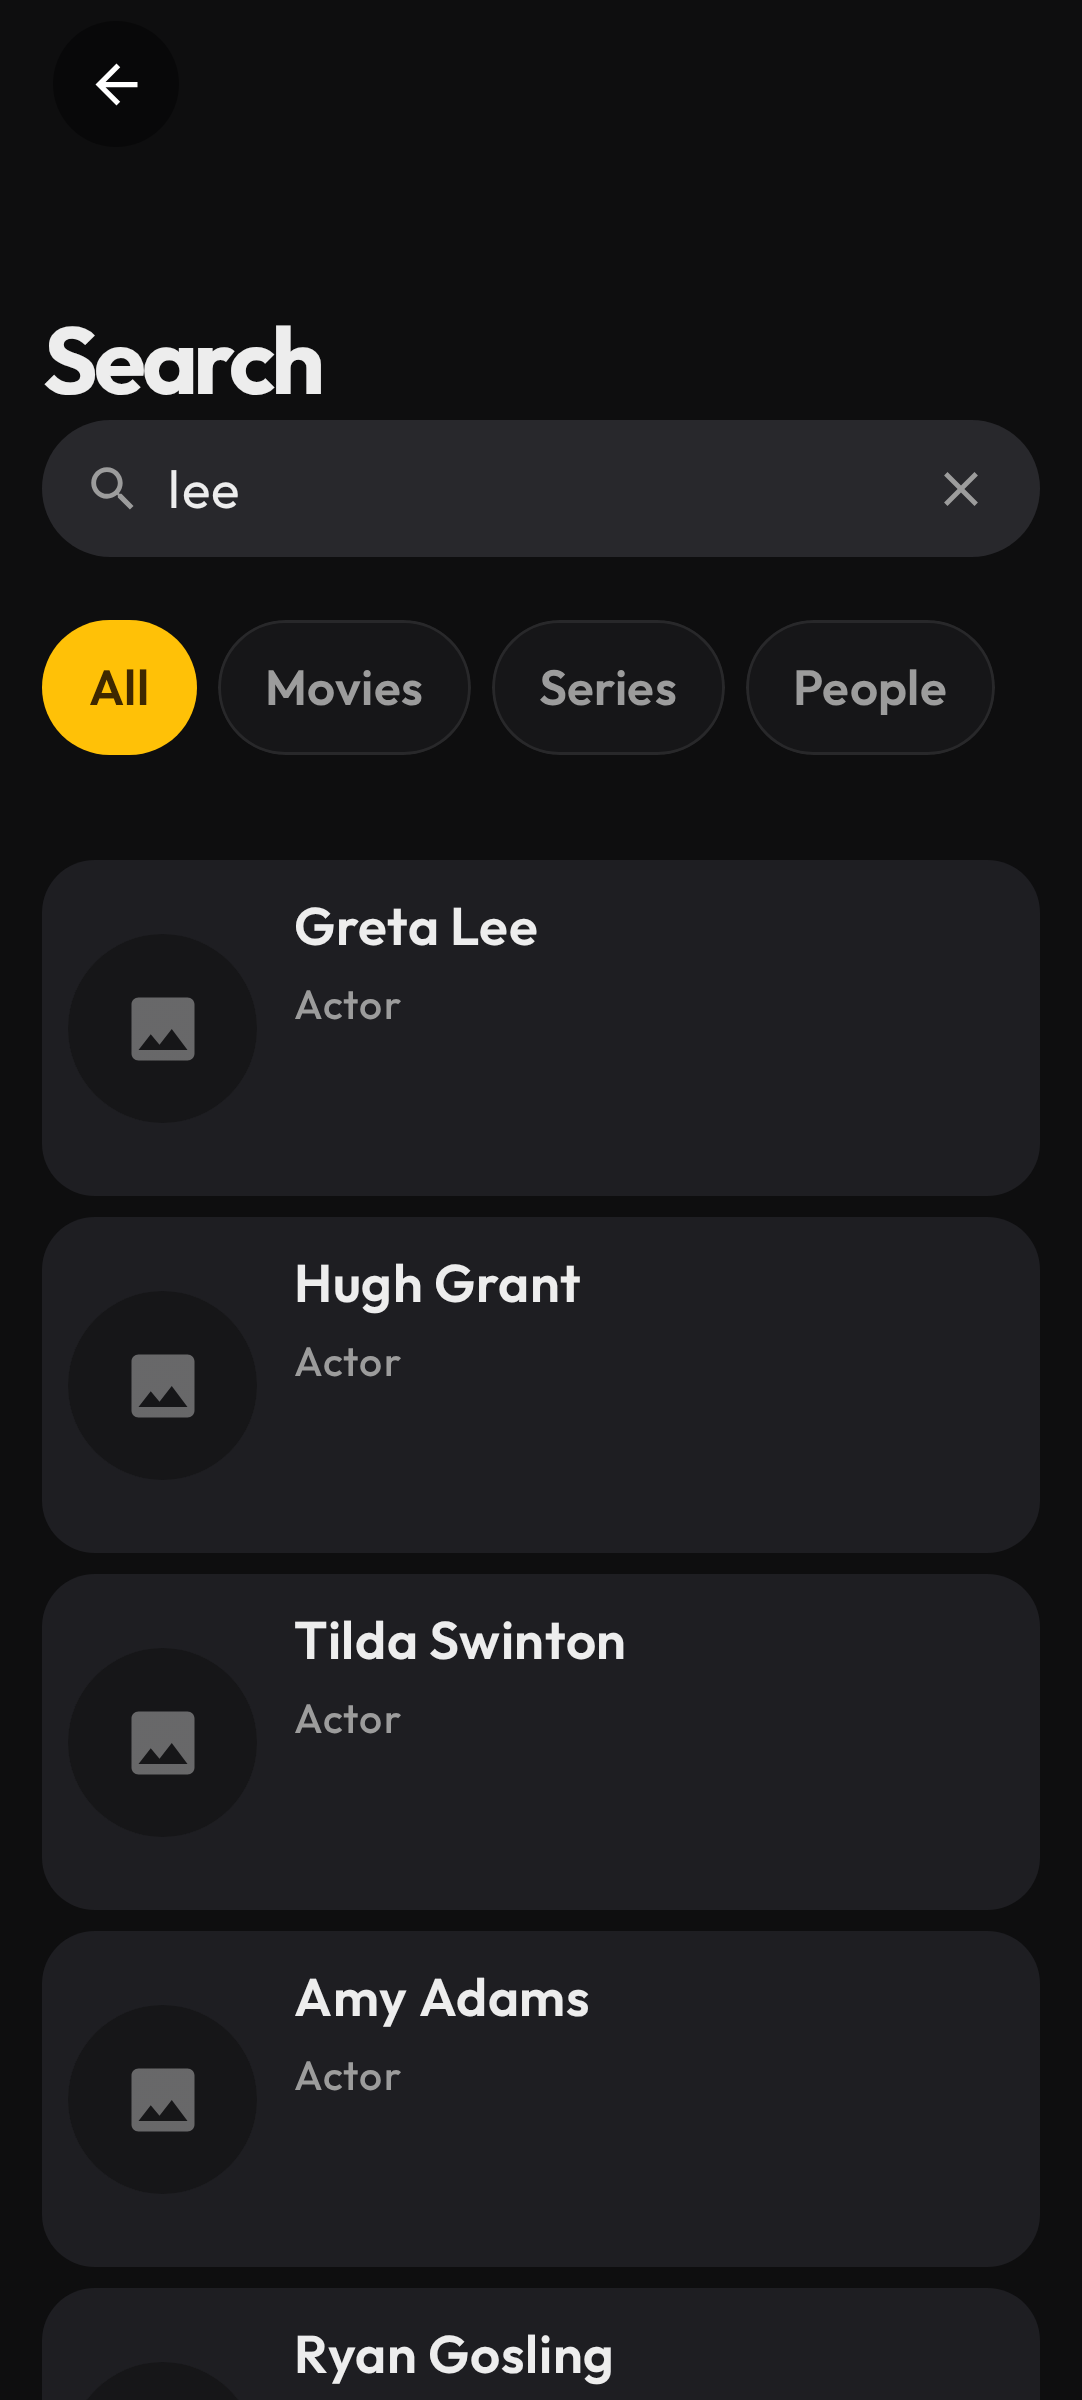 Search
lee
All Movies Series People
Greta Lee
Actor
Hugh Grant
Actor
Tilda Swinton
Actor
Amy Adams
Actor
Ryan Gosling